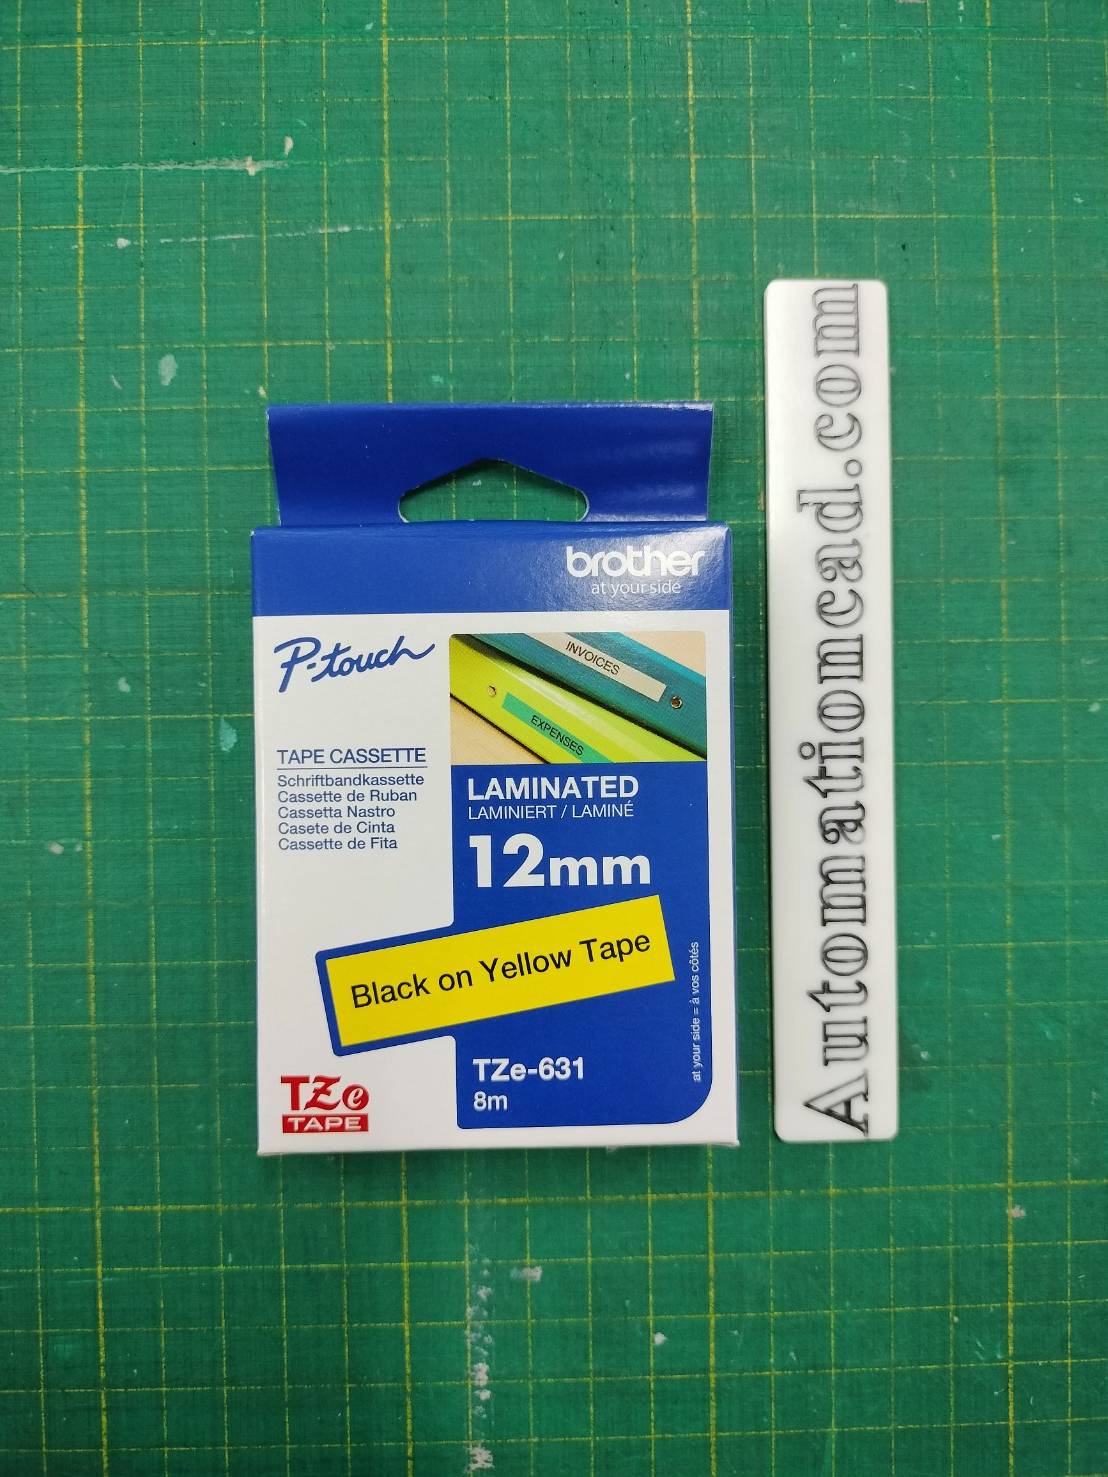 brother
at your side
P-touch
INVOICES
EXPENSES
TAPE CASSETTE
Schriftbandkassette
Cassette de Ruban
Cassetta Nastro
Casete de Cinta
Cassette de Fita
LAMINATED
LAMINIERT / LAMINÉ
12mm
Black on Yellow Tape
at your side = à vos côtés
TZe-631
8m
TZe
TAPE
Automationcad.com